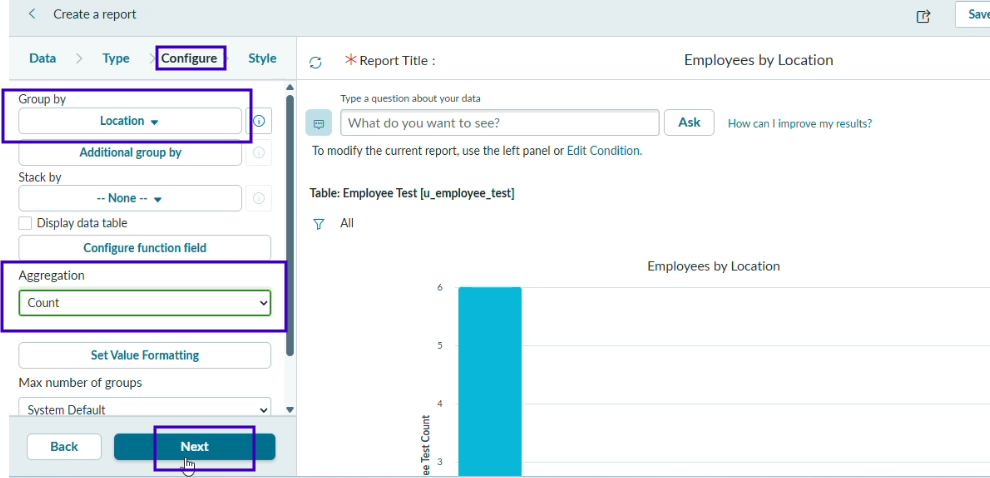 Create a report
Save
Data Type Configure Style
Report Title :
Employees by Location
Group by
Location
Additional group by
Stack by
-- None --
Display data table
Configure function field
Aggregation
Count
Set Value Formatting
Max number of groups
System Default
Back
Next
Type a question about your data
What do you want to see?
Ask
How can I improve my results?
To modify the current report, use the left panel or Edit Condition.
Table: Employee Test [u_employee_test]
All
Employees by Location
6
5
4
3
Test Count